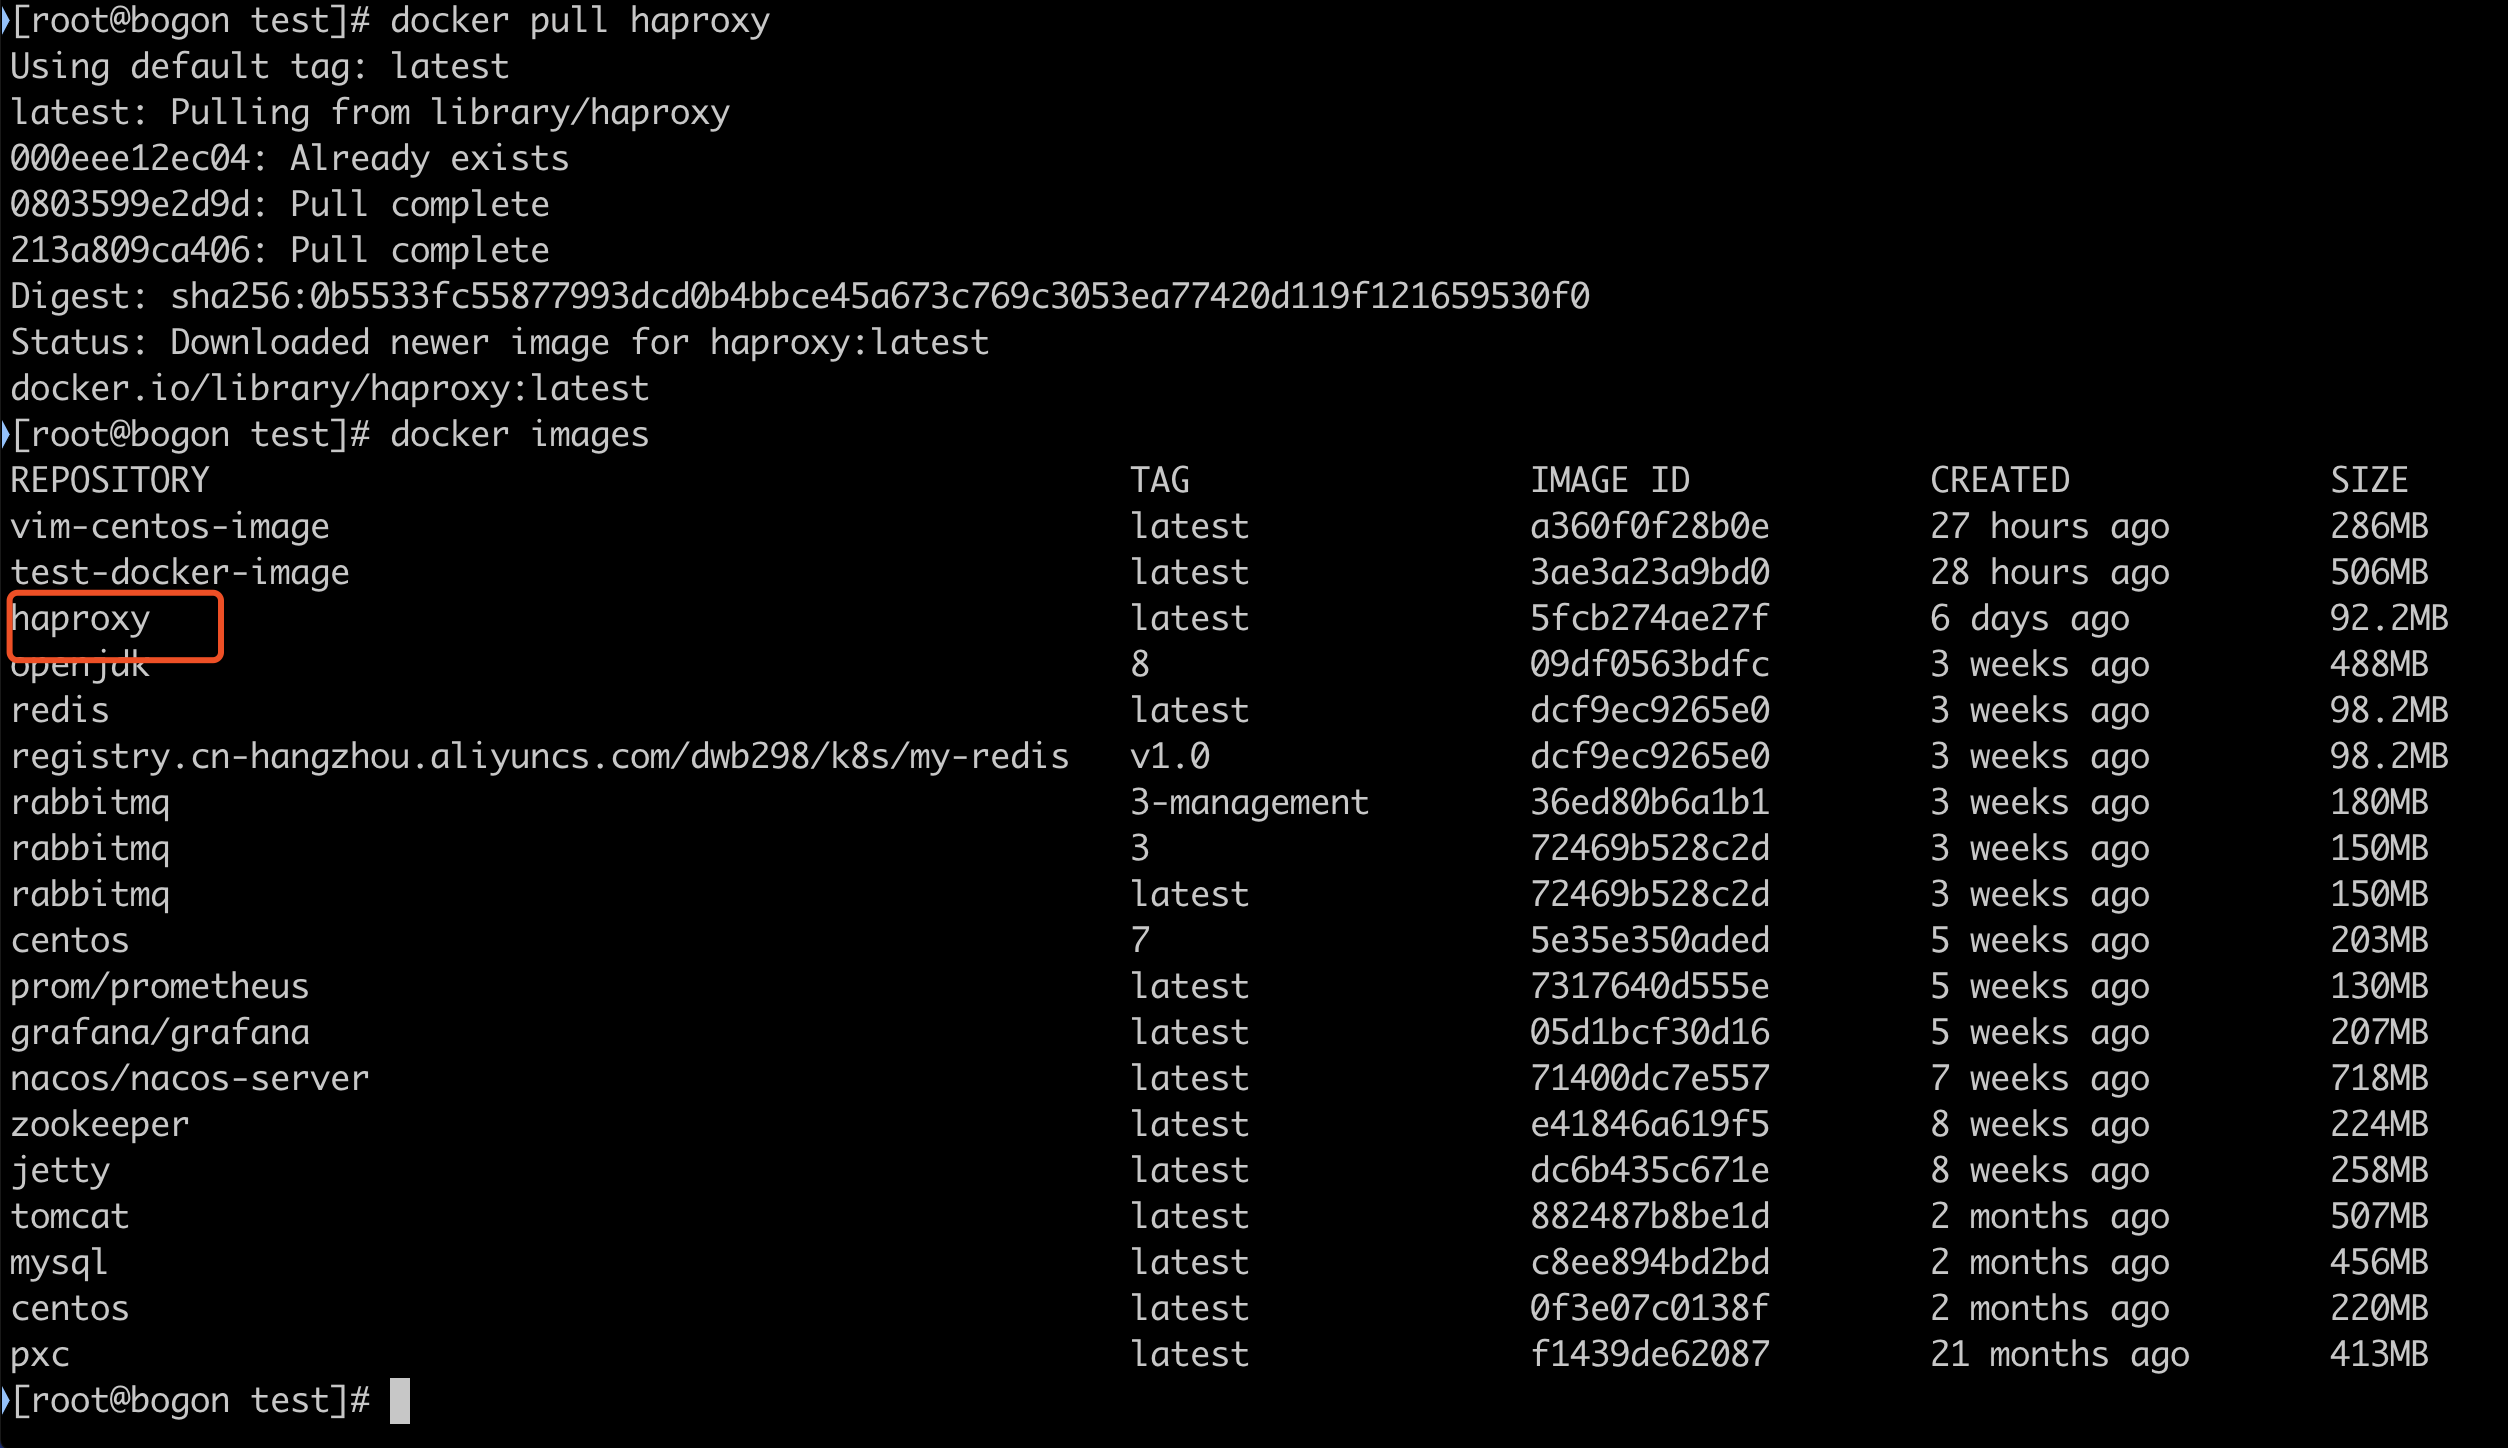 [root@bogon test]# docker pull haproxy
Using default tag: latest
latest: Pulling from library/haproxy
000eee12ec04: Already exists
0803599e2d9d: Pull complete
213a809ca406: Pull complete
Digest: sha256:0b5533fc55877993dcd0b4bbce45a673c769c3053ea77420d119f121659530f0
Status: Downloaded newer image for haproxy:latest
docker.io/library/haproxy:latest
[root@bogon test]# docker images
REPOSITORY TAG IMAGE ID CREATED SIZE
vim-centos-image latest a360f0f28b0e 27 hours ago 286MB
test-docker-image latest 3ae3a23a9bd0 28 hours ago 506MB
haproxy latest 5fcb274ae27f 6 days ago 92.2MB
openjdk 8 09df0563bdfc 3 weeks ago 488MB
redis latest dcf9ec9265e0 3 weeks ago 98.2MB
registry.cn-hangzhou.aliyuncs.com/dwb298/k8s/my-redis v1.0 dcf9ec9265e0 3 weeks ago 98.2MB
rabbitmq 3-management 36ed80b6a1b1 3 weeks ago 180MB
rabbitmq 3 72469b528c2d 3 weeks ago 150MB
rabbitmq latest 72469b528c2d 3 weeks ago 150MB
centos 7 5e35e350aded 5 weeks ago 203MB
prom/prometheus latest 7317640d555e 5 weeks ago 130MB
grafana/grafana latest 05d1bcf30d16 5 weeks ago 207MB
nacos/nacos-server latest 71400dc7e557 7 weeks ago 718MB
zookeeper latest e41846a619f5 8 weeks ago 224MB
jetty latest dc6b435c671e 8 weeks ago 258MB
tomcat latest 882487b8be1d 2 months ago 507MB
mysql latest c8ee894bd2bd 2 months ago 456MB
centos latest 0f3e07c0138f 2 months ago 220MB
pxc latest f1439de62087 21 months ago 413MB
[root@bogon test]#